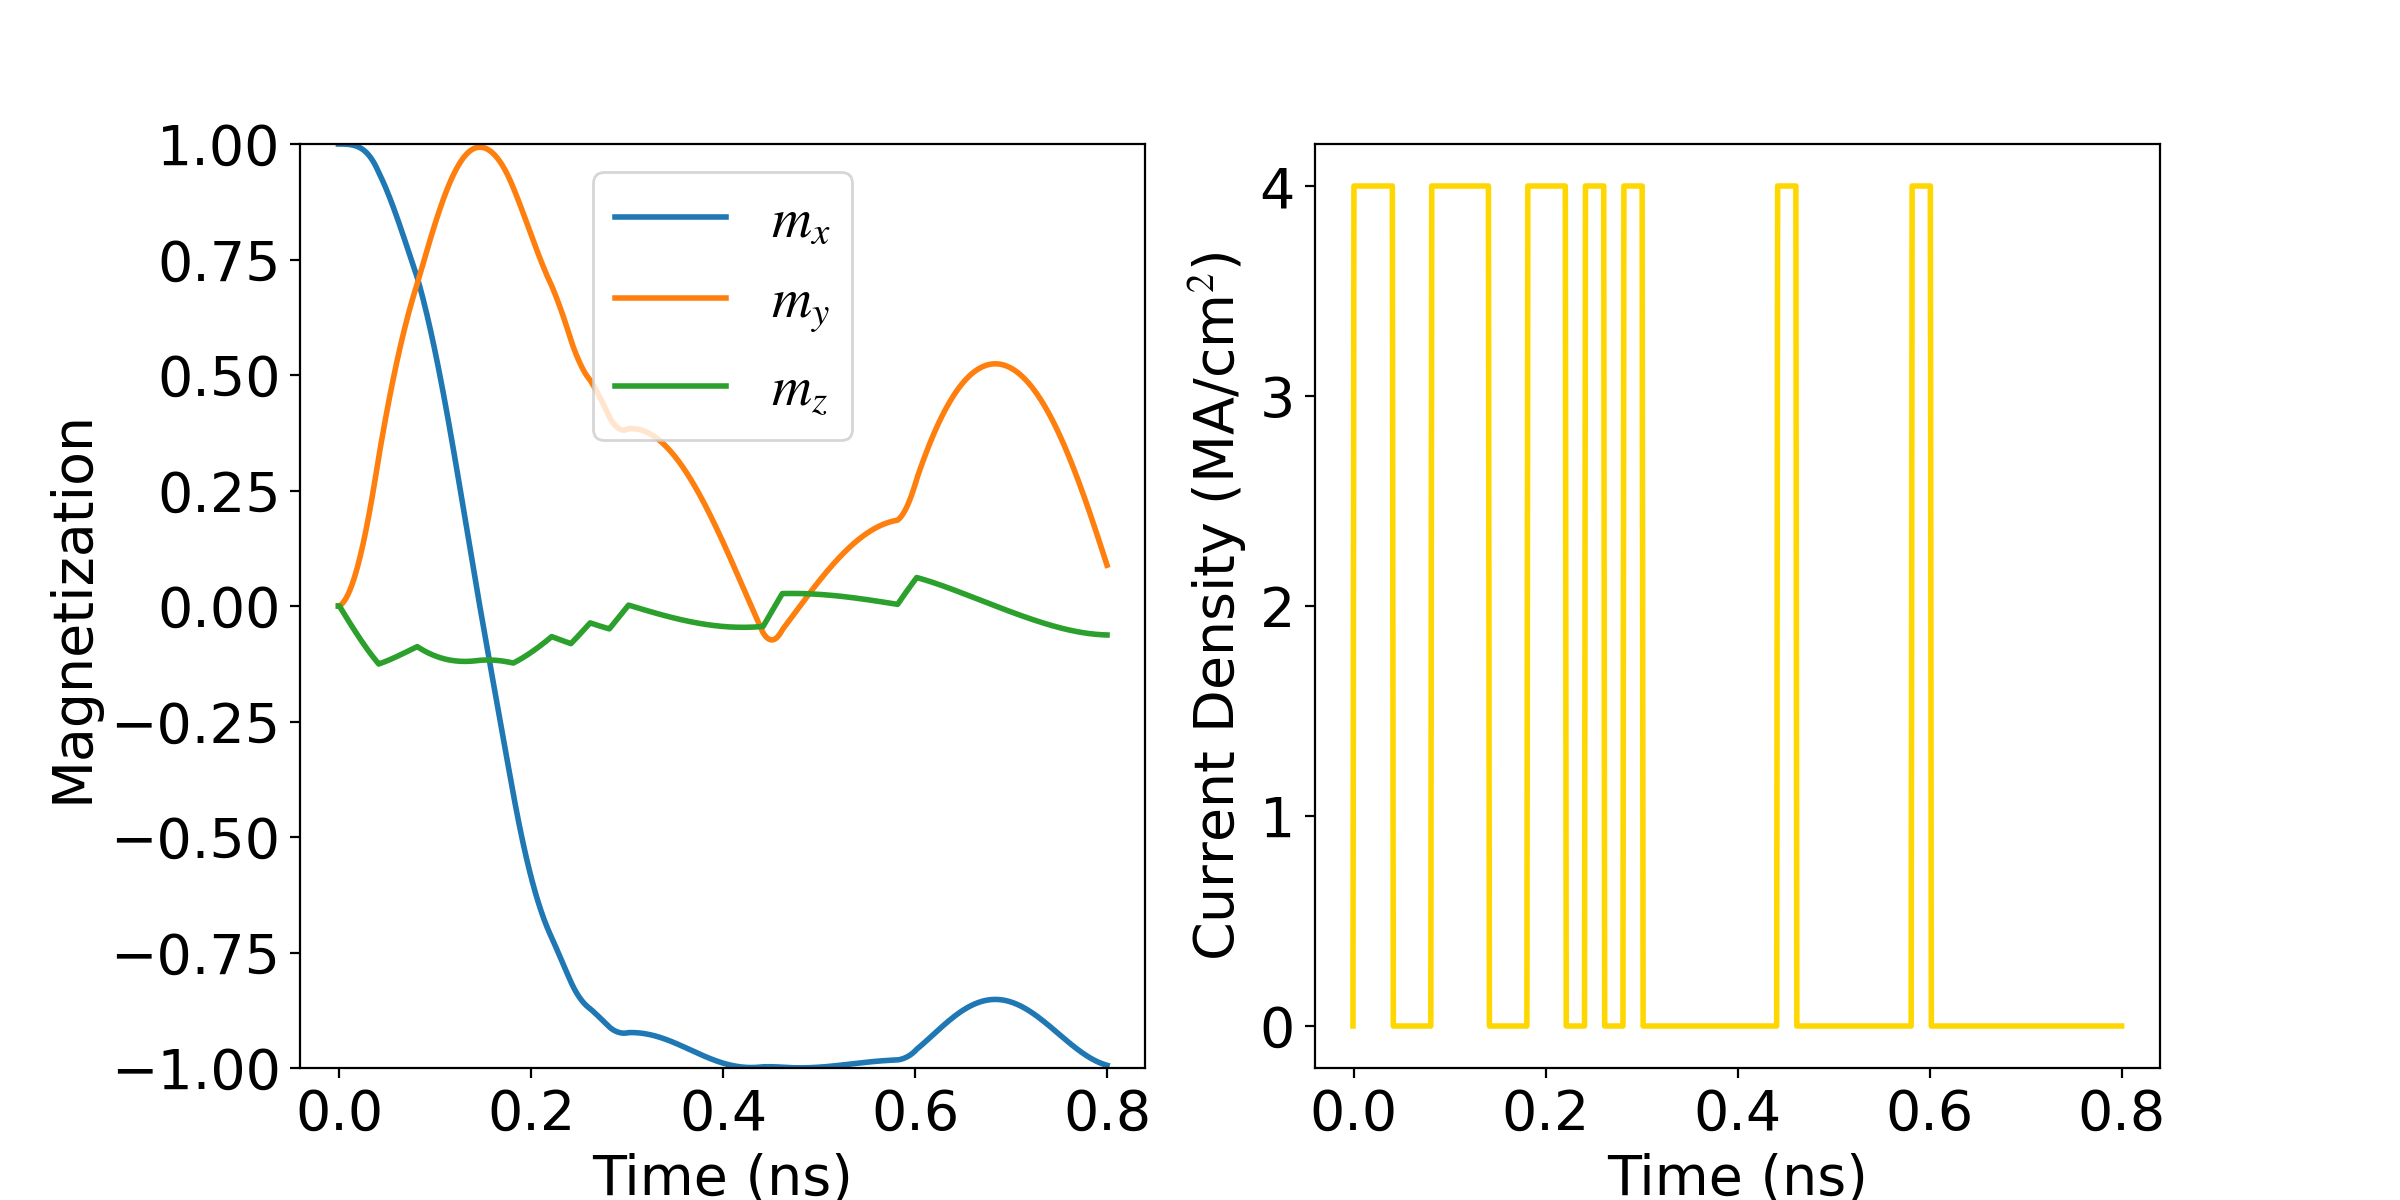 Magnetization
1.00
0.75
0.50
0.25
0.00
−0.25
−0.50
−0.75
−1.00
0.0 0.2 0.4 0.6 0.8
Time (ns)
m_x
m_y
m_z
Current Density (MA/cm²)
4
3
2
1
0
0.0 0.2 0.4 0.6 0.8
Time (ns)